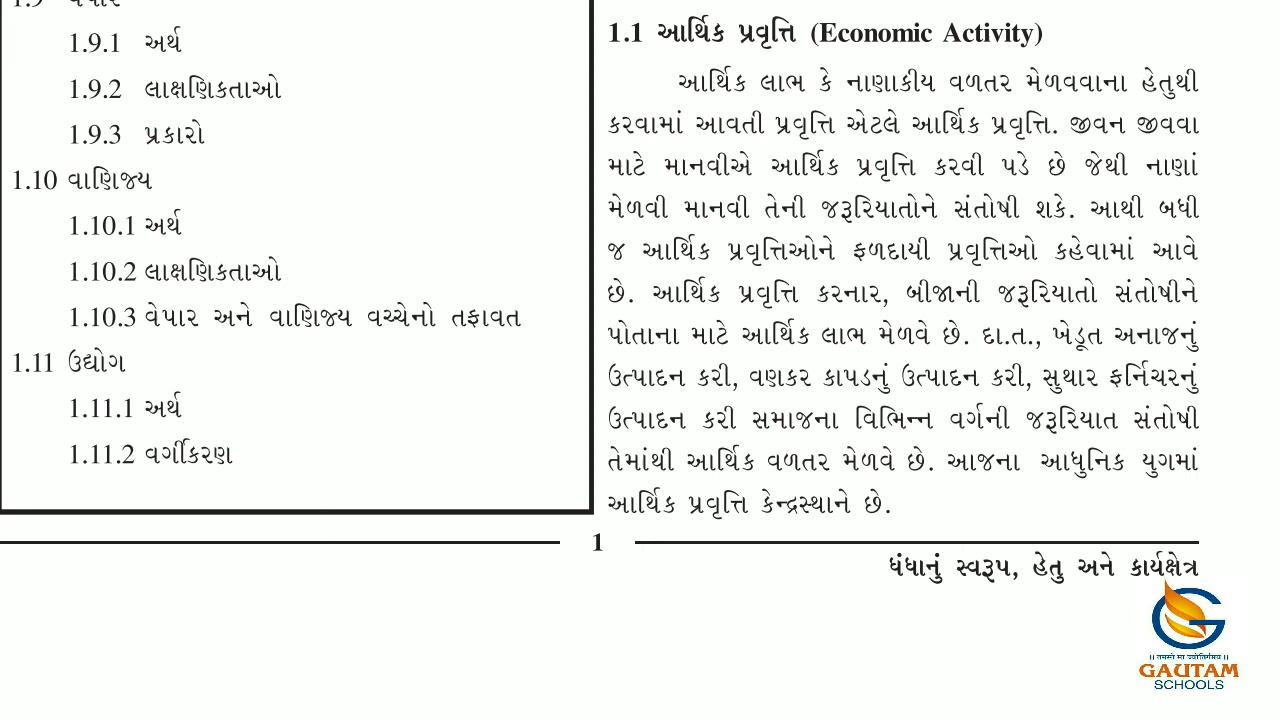 1.9 વેપાર
1.9.1 અર્થ
1.9.2 લાક્ષણિકતાઓ
1.9.3 પ્રકારો
1.10 વાણિજ્ય
1.10.1 અર્થ
1.10.2 લાક્ષણિકતાઓ
1.10.3 વેપાર અને વાણિજ્ય વચ્ચેનો તફાવત
1.11 ઉદ્યોગ
1.11.1 અર્થ
1.11.2 વર્ગીકરણ
1.1 આર્થિક પ્રવૃત્તિ (Economic Activity)
આર્થિક લાભ કે નાણાકીય વળતર મેળવવાના હેતુથી
કરવામાં આવતી પ્રવૃત્તિ એટલે આર્થિક પ્રવૃત્તિ. જીવન જીવવા
માટે માનવીએ આર્થિક પ્રવૃત્તિ કરવી પડે છે જેથી નાણાં
મેળવી માનવી તેની જરૂરિયાતોને સંતોષી શકે. આથી બધી
જ આર્થિક પ્રવૃત્તિઓને ફળદાયી પ્રવૃત્તિઓ કહેવામાં આવે
છે. આર્થિક પ્રવૃત્તિ કરનાર, બીજાની જરૂરિયાતો સંતોષીને
પોતાના માટે આર્થિક લાભ મેળવે છે. દા.ત., ખેડૂત અનાજનું
ઉત્પાદન કરી, વણકર કાપડનું ઉત્પાદન કરી, સુથાર ફર્નિચરનું
ઉત્પાદન કરી સમાજના વિભિન્ન વર્ગની જરૂરિયાત સંતોષી
તેમાંથી આર્થિક વળતર મેળવે છે. આજના આધુનિક યુગમાં
આર્થિક પ્રવૃત્તિ કેન્દ્રસ્થાને છે.
1
ધંધાનું સ્વરૂપ, હેતુ અને કાર્યક્ષેત્ર
|| तमसो मा ज्योतिर्गमय ||
GAUTAM
SCHOOLS